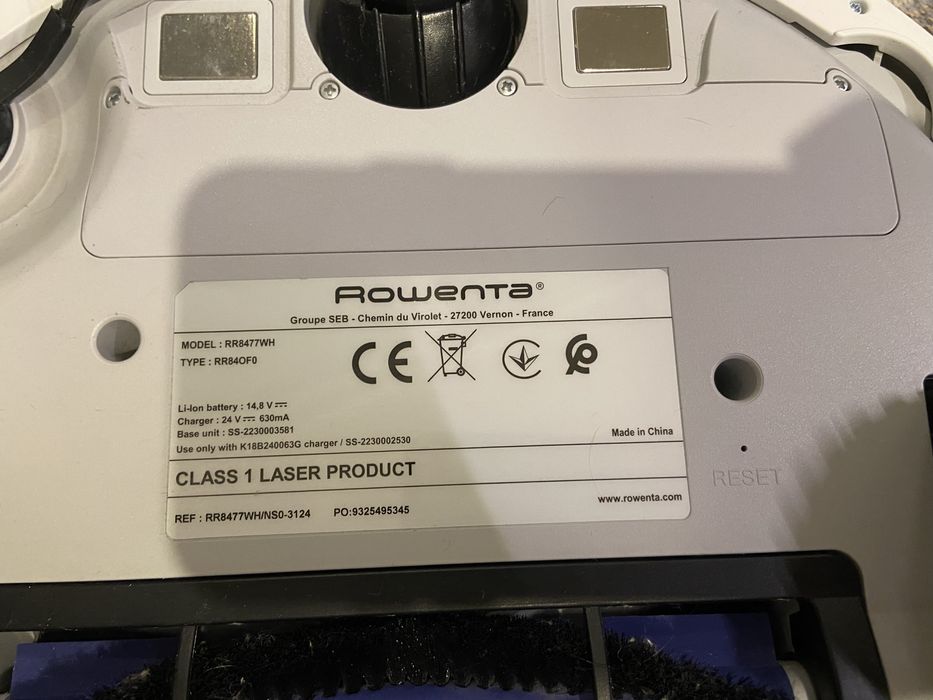 Rowenta®
Groupe SEB - Chemin du Virolet - 27200 Vernon - France
MODEL : RR8477WH
TYPE : RR84OF0
CE
Li-Ion battery : 14,8 V
Charger : 24 V 630mA
Base unit : SS-2230003581
Use only with K18B240063G charger / SS-2230002530
Made in China
CLASS 1 LASER PRODUCT
www.rowenta.com
REF : RR8477WH/NS0-3124 PO:9325495345
RESET